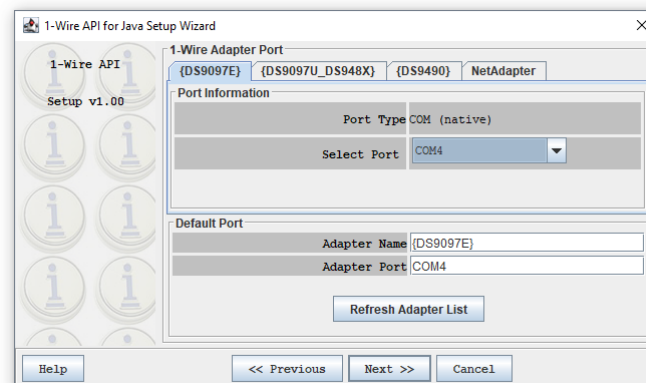 1-Wire API for Java Setup Wizard
1-Wire API
Setup v1.00
1-Wire Adapter Port
{DS9097E} {DS9097U_DS948X} {DS9490} NetAdapter
Port Information
Port Type COM (native)
Select Port COM4
Default Port
Adapter Name {DS9097E}
Adapter Port COM4
Refresh Adapter List
Help << Previous Next >> Cancel